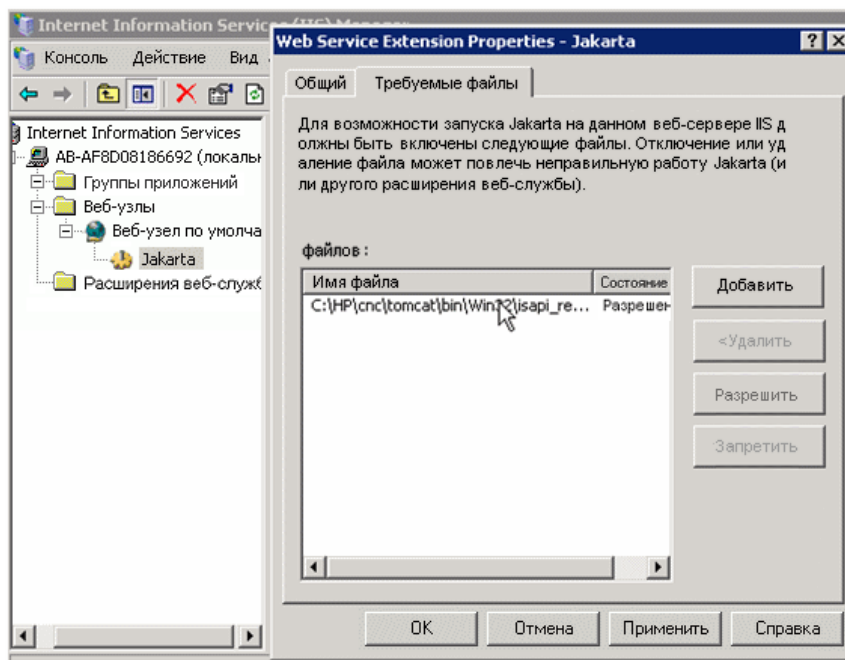 Internet Information Services (IIS) Manager
Консоль Действие Вид
Internet Information Services
AB-AF8D08186692 (локальн
Группы приложений
Веб-узлы
Веб-узел по умолча
Jakarta
Расширения веб-служб
Web Service Extension Properties - Jakarta
Общий Требуемые файлы
Для возможности запуска Jakarta на данном веб-сервере IIS д
олжны быть включены следующие файлы. Отключение или уд
аление файла может повлечь неправильную работу Jakarta (и
ли другого расширения веб-службы).
файлов :
Имя файла Состояние
C:\HP\cnc\tomcat\bin\Win32\isapi_re... Разрешен
Добавить
<Удалить
Разрешить
Запретить
OK Отмена Применить Справка